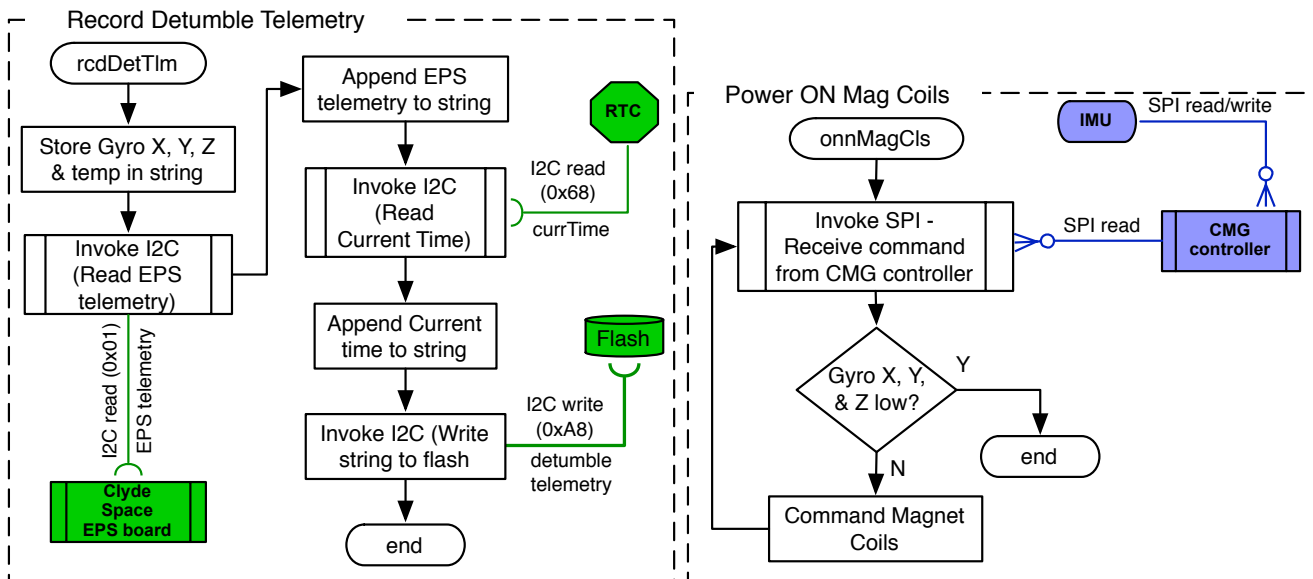 Record Detumble Telemetry
rcdDetTlm
Store Gyro X, Y, Z
& temp in string
Invoke I2C
(Read EPS
telemetry)
I2C read (0x01)
EPS telemetry
Clyde
Space
EPS board
Append EPS
telemetry to string
RTC
Invoke I2C
(Read
Current Time)
I2C read
(0x68)
currTime
Append Current
time to string
Flash
Invoke I2C (Write
string to flash
I2C write
(0xA8)
detumble
telemetry
end
Power ON Mag Coils
onnMagCls
IMU
SPI read/write
Invoke SPI -
Receive command
from CMG controller
SPI read
CMG
controller
Gyro X, Y,
& Z low?
Y
end
N
Command Magnet
Coils